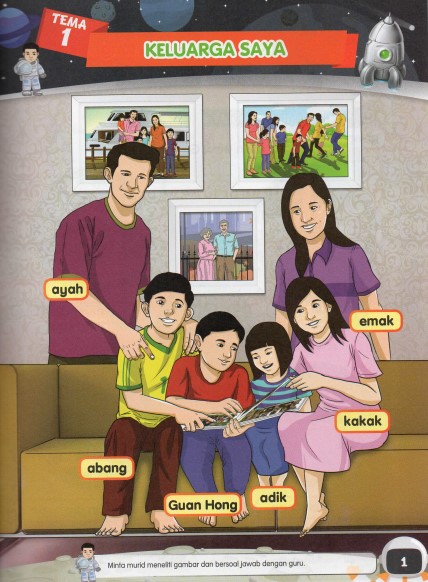 TEMA
1
KELUARGA SAYA
ayah
emak
kakak
abang
adik
Guan Hong
Minta murid meneliti gambar dan bersoal jawab dengan guru.
1